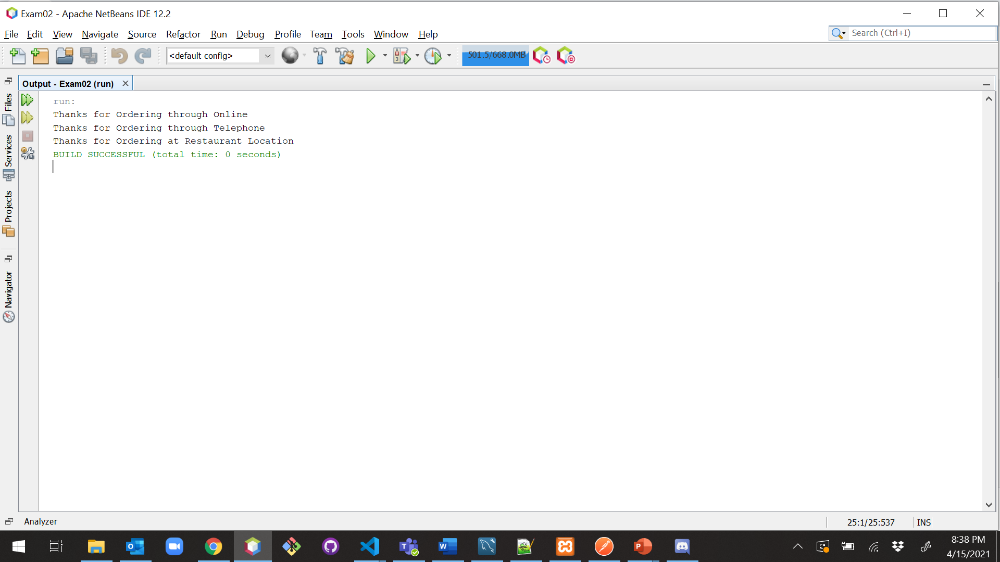 Exam02 - Apache NetBeans IDE 12.2
File Edit View Navigate Source Refactor Run Debug Profile Team Tools Window Help
Search (Ctrl+I)
<default config>
501.5/668.0MB
Output - Exam02 (run)
Files
Services
Projects
Navigator
run:
Thanks for Ordering through Online
Thanks for Ordering through Telephone
Thanks for Ordering at Restaurant Location
BUILD SUCCESSFUL (total time: 0 seconds)
Analyzer
25:1/25:537
INS
8:38 PM
4/15/2021